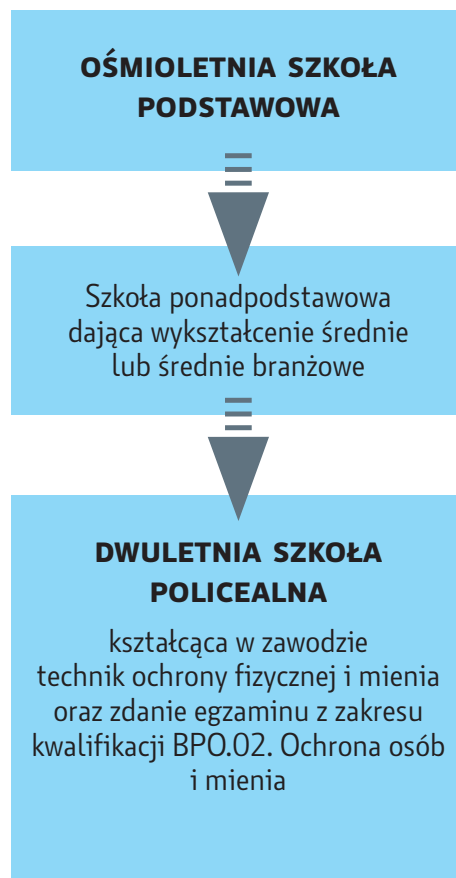 OŚMIOLETNIA SZKOŁA
PODSTAWOWA
Szkoła ponadpodstawowa
dająca wykształcenie średnie
lub średnie branżowe
DWULETNIA SZKOŁA
POLICEALNA
kształcąca w zawodzie
technik ochrony fizycznej i mienia
oraz zdanie egzaminu z zakresu
kwalifikacji BPO.02. Ochrona osób
i mienia